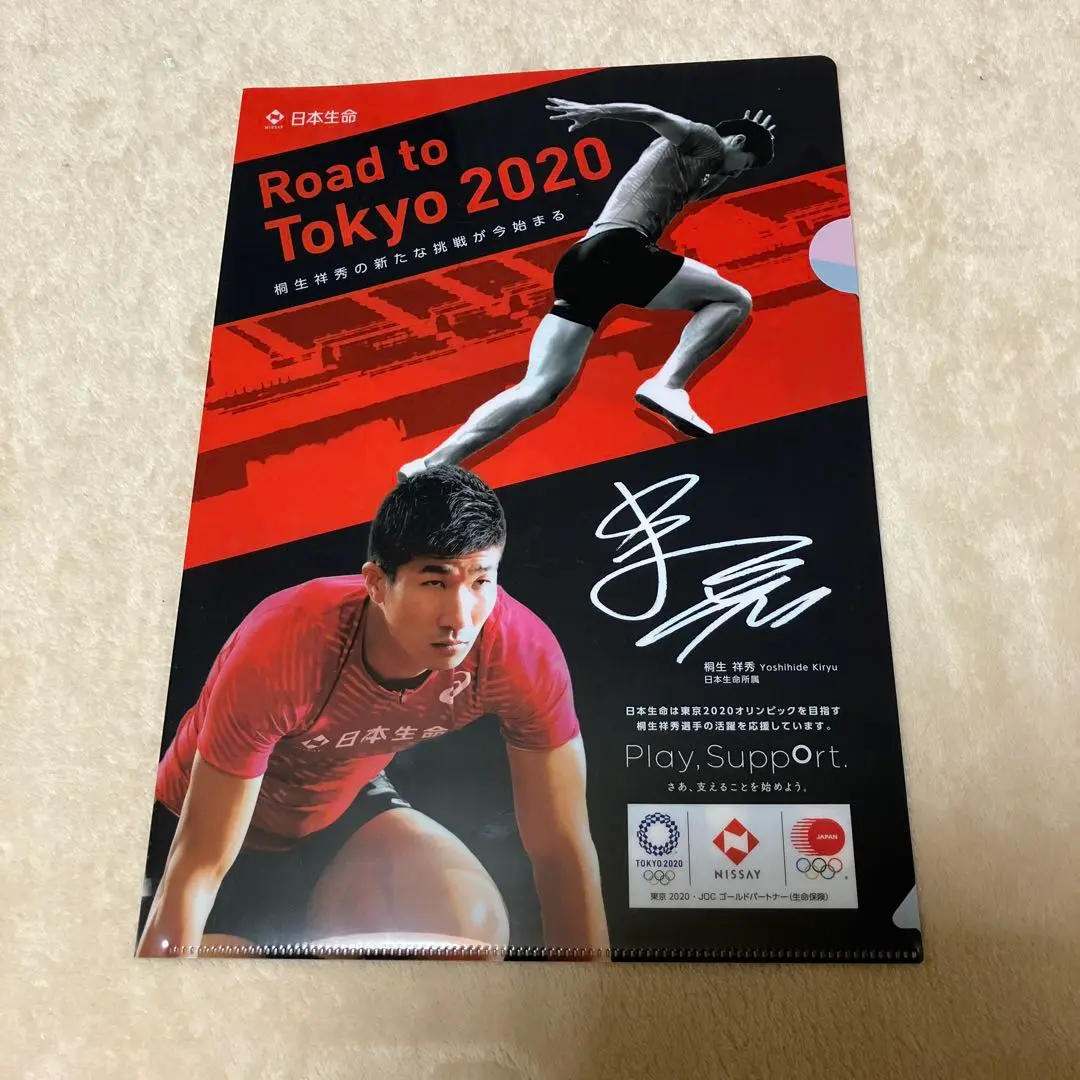 NISSAY 日本生命
Road to
Tokyo 2020
桐生祥秀の新たな挑戦が今始まる
日本生命
桐生 祥秀 Yoshihide Kiryu
日本生命所属
日本生命は東京2020オリンピックを目指す
桐生祥秀選手の活躍を応援しています。
Play, Support.
さあ、支えることを始めよう。
TOKYO 2020
NISSAY
JAPAN
東京 2020・JOC ゴールドパートナー(生命保険)